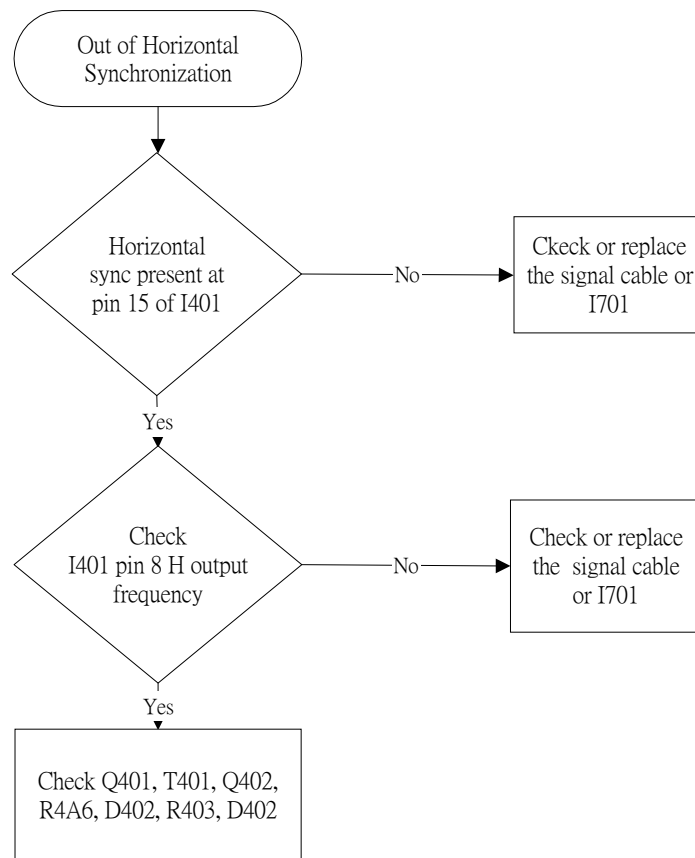 Out of Horizontal
Synchronization
Horizontal
sync present at
pin 15 of I401
No
Ckeck or replace
the signal cable or
I701
Yes
Check
I401 pin 8 H output
frequency
No
Check or replace
the signal cable
or I701
Yes
Check Q401, T401, Q402,
R4A6, D402, R403, D402